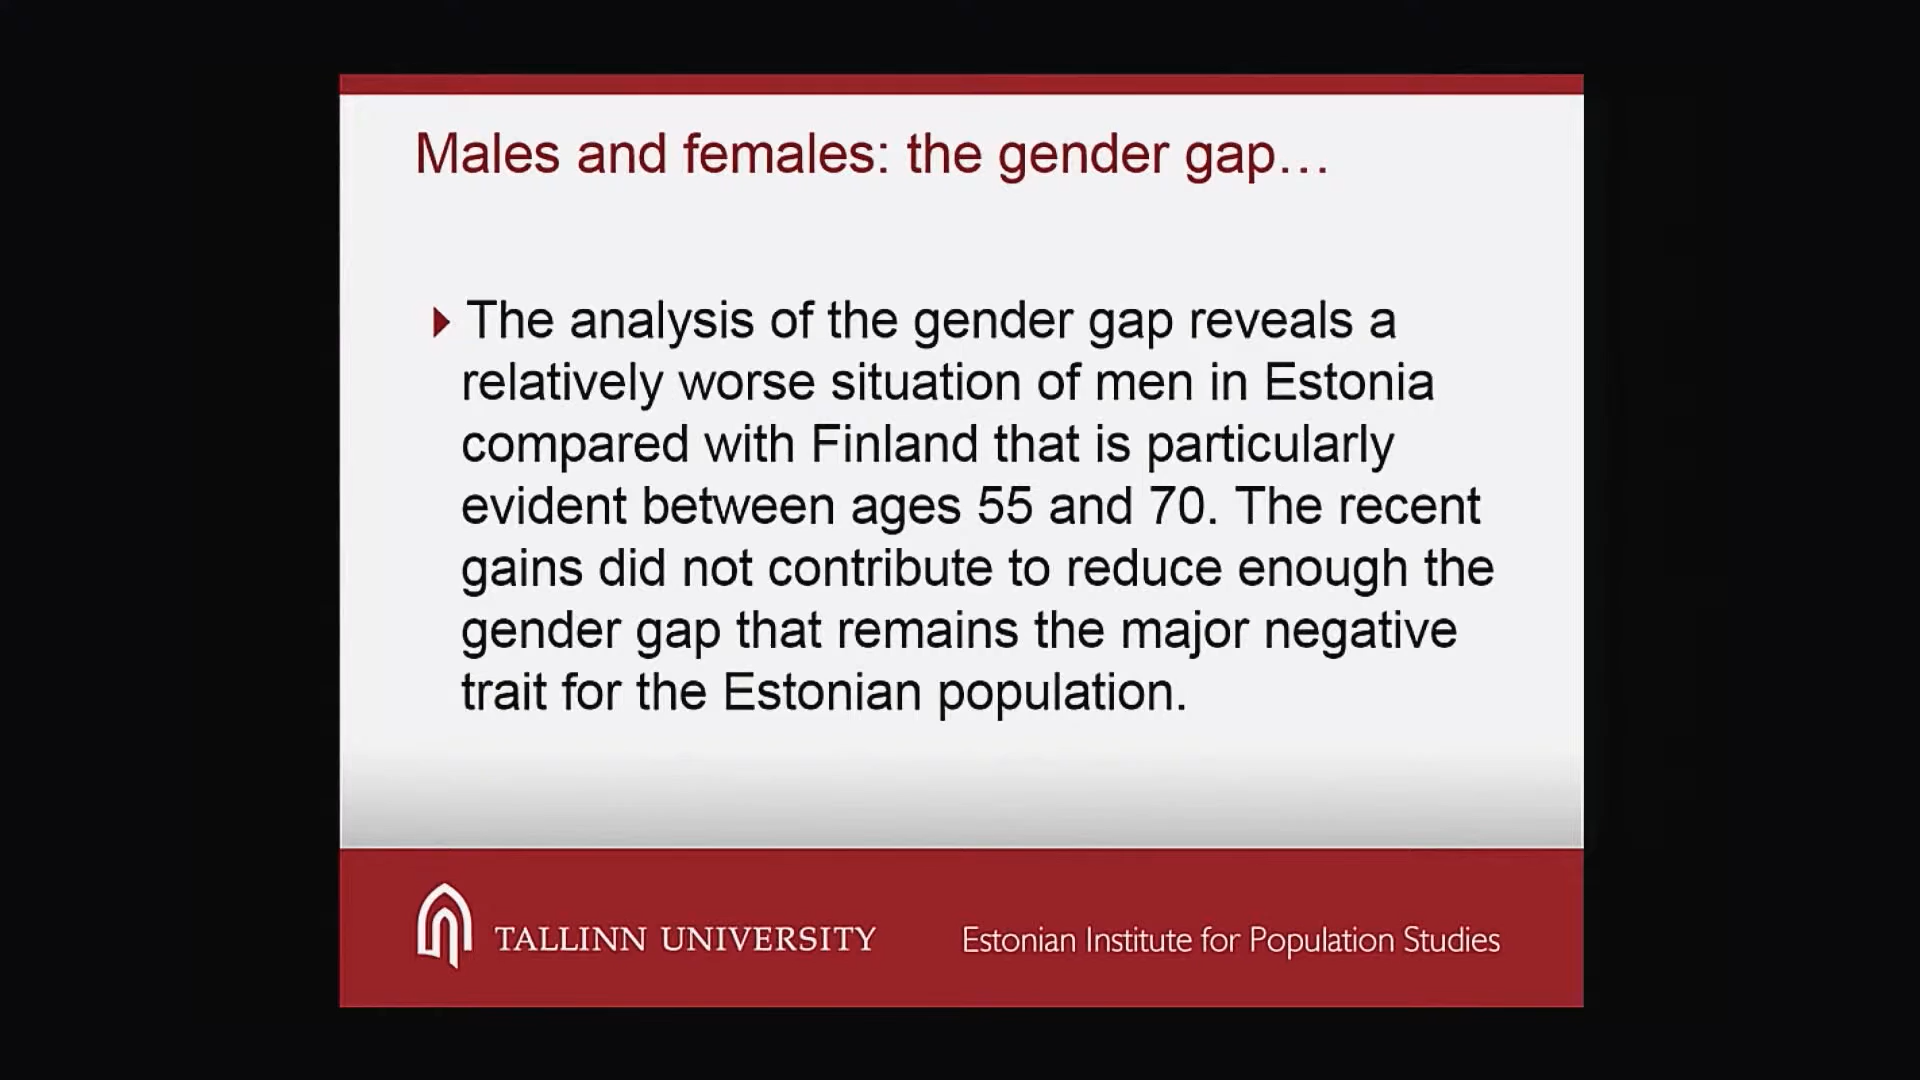 Males and females: the gender gap…
The analysis of the gender gap reveals a
relatively worse situation of men in Estonia
compared with Finland that is particularly
evident between ages 55 and 70. The recent
gains did not contribute to reduce enough the
gender gap that remains the major negative
trait for the Estonian population.
TALLINN UNIVERSITY
Estonian Institute for Population Studies